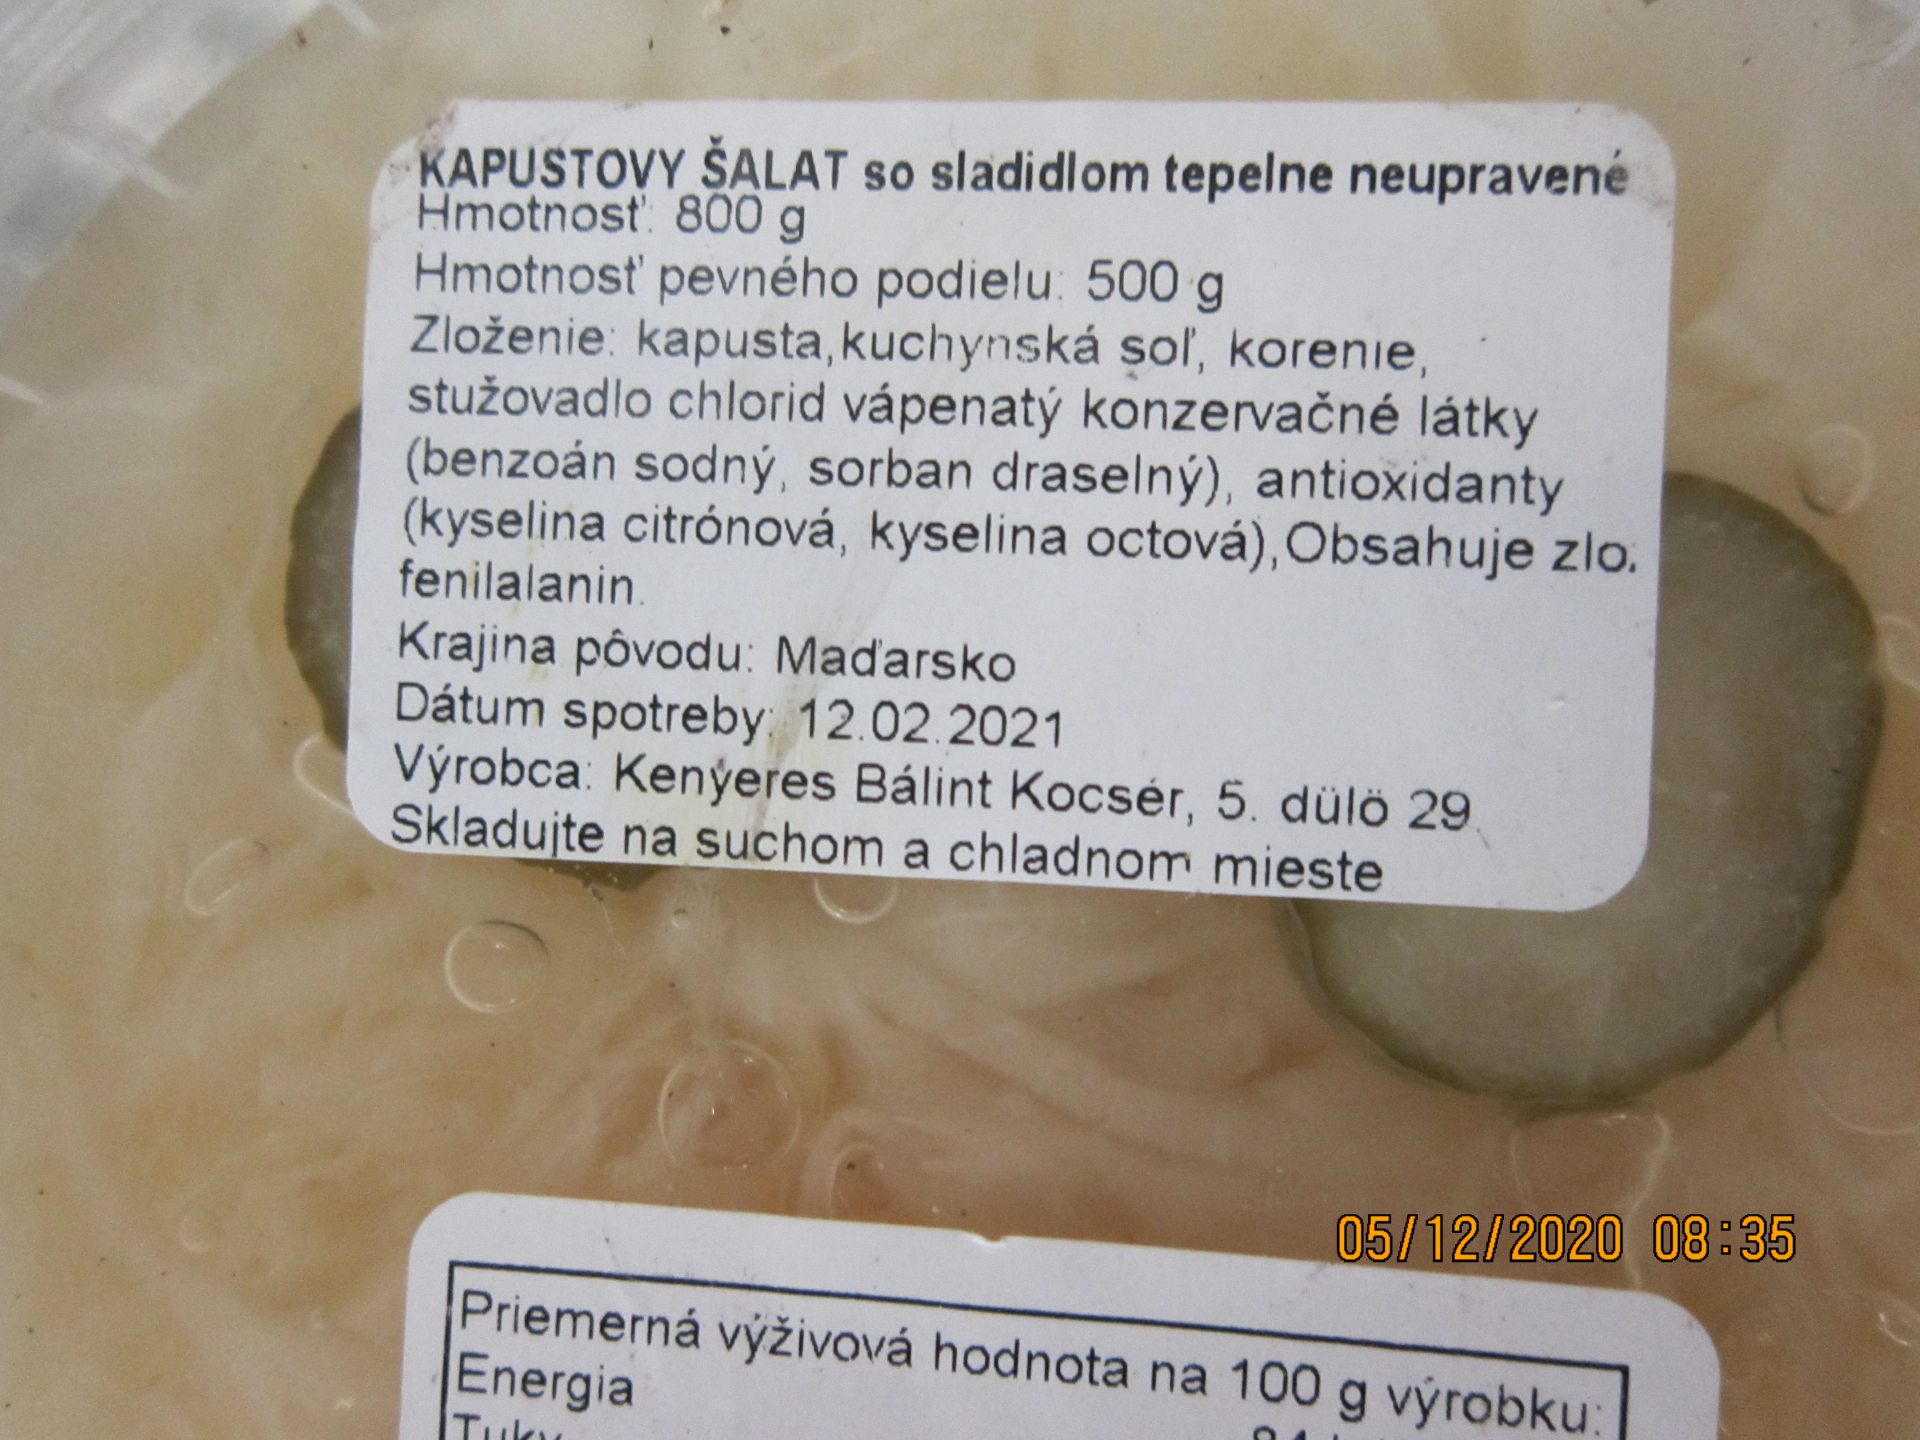 KAPUSTOVY ŠALAT so sladidlom tepelne neupravené
Hmotnosť: 800 g
Hmotnosť pevného podielu: 500 g
Zloženie: kapusta,kuchynská soľ, korenie,
stužovadlo chlorid vápenatý konzervačné látky
(benzoán sodný, sorban draselný), antioxidanty
(kyselina citrónová, kyselina octová),Obsahuje zlo.
fenilalanin.
Krajina pôvodu: Maďarsko
Dátum spotreby: 12.02.2021
Výrobca: Kenyeres Bálint Kocsér, 5. dülö 29.
Skladujte na suchom a chladnom mieste
05/12/2020 08:35
Priemerná výživová hodnota na 100 g výrobku:
Energia
Tuky